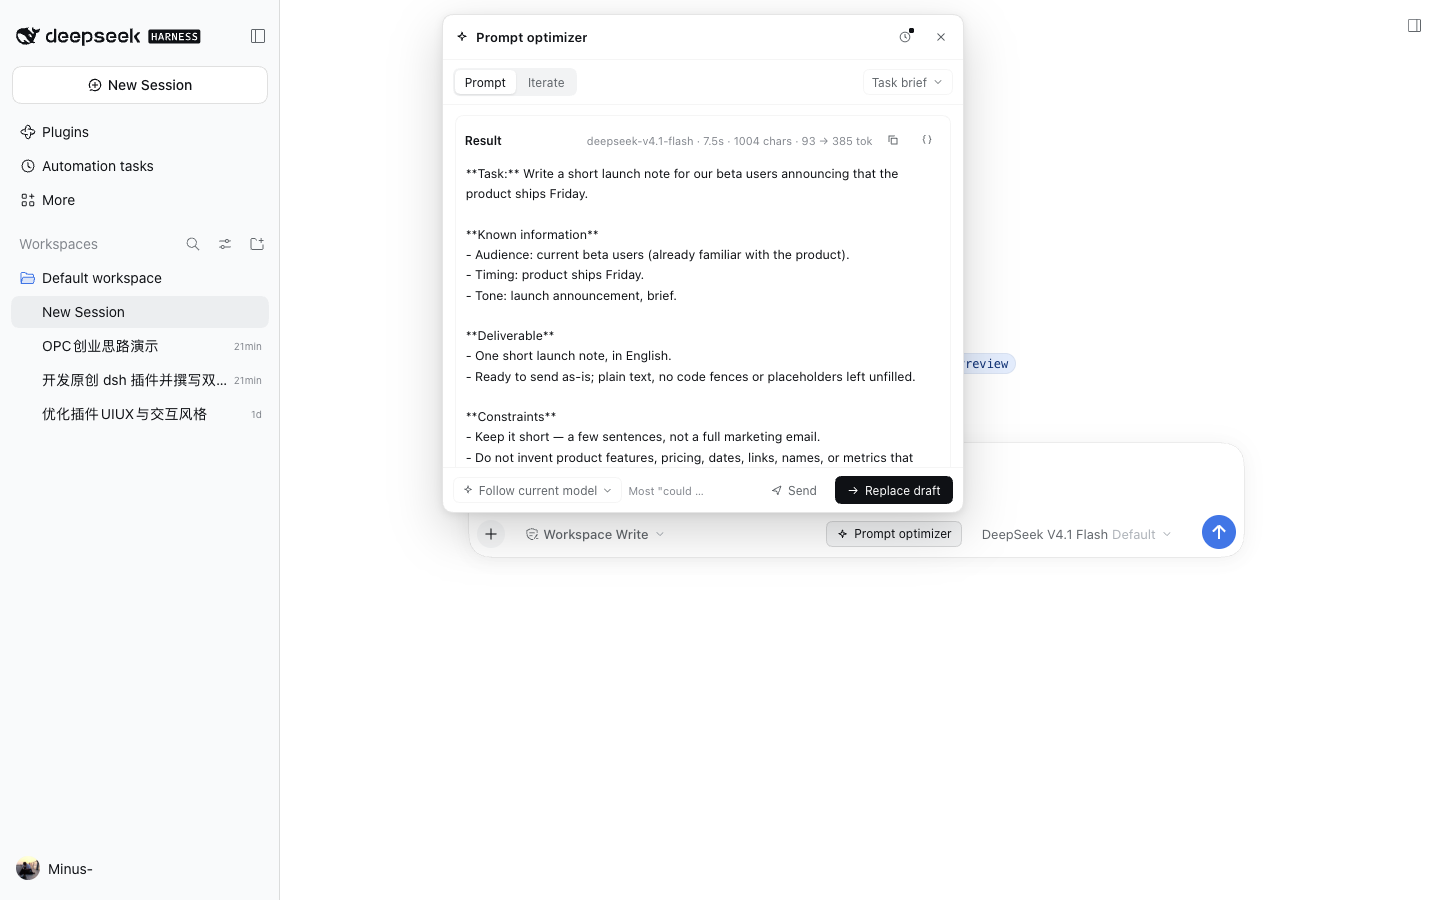 deepseek HARNESS
New Session
Plugins
Automation tasks
More
Workspaces
Default workspace
New Session
OPC创业思路演示 21min
开发原创 dsh 插件并撰写双... 21min
优化插件UIUX与交互风格 1d
Minus-
Prompt optimizer
Prompt Iterate Task brief
Result deepseek-v4.1-flash · 7.5s · 1004 chars · 93 → 385 tok
**Task:** Write a short launch note for our beta users announcing that the
product ships Friday.
**Known information**
- Audience: current beta users (already familiar with the product).
- Timing: product ships Friday.
- Tone: launch announcement, brief.
**Deliverable**
- One short launch note, in English.
- Ready to send as-is; plain text, no code fences or placeholders left unfilled.
**Constraints**
- Keep it short — a few sentences, not a full marketing email.
- Do not invent product features, pricing, dates, links, names, or metrics that
Follow current model Most "could ... Send → Replace draft
review
Workspace Write Prompt optimizer DeepSeek V4.1 Flash Default